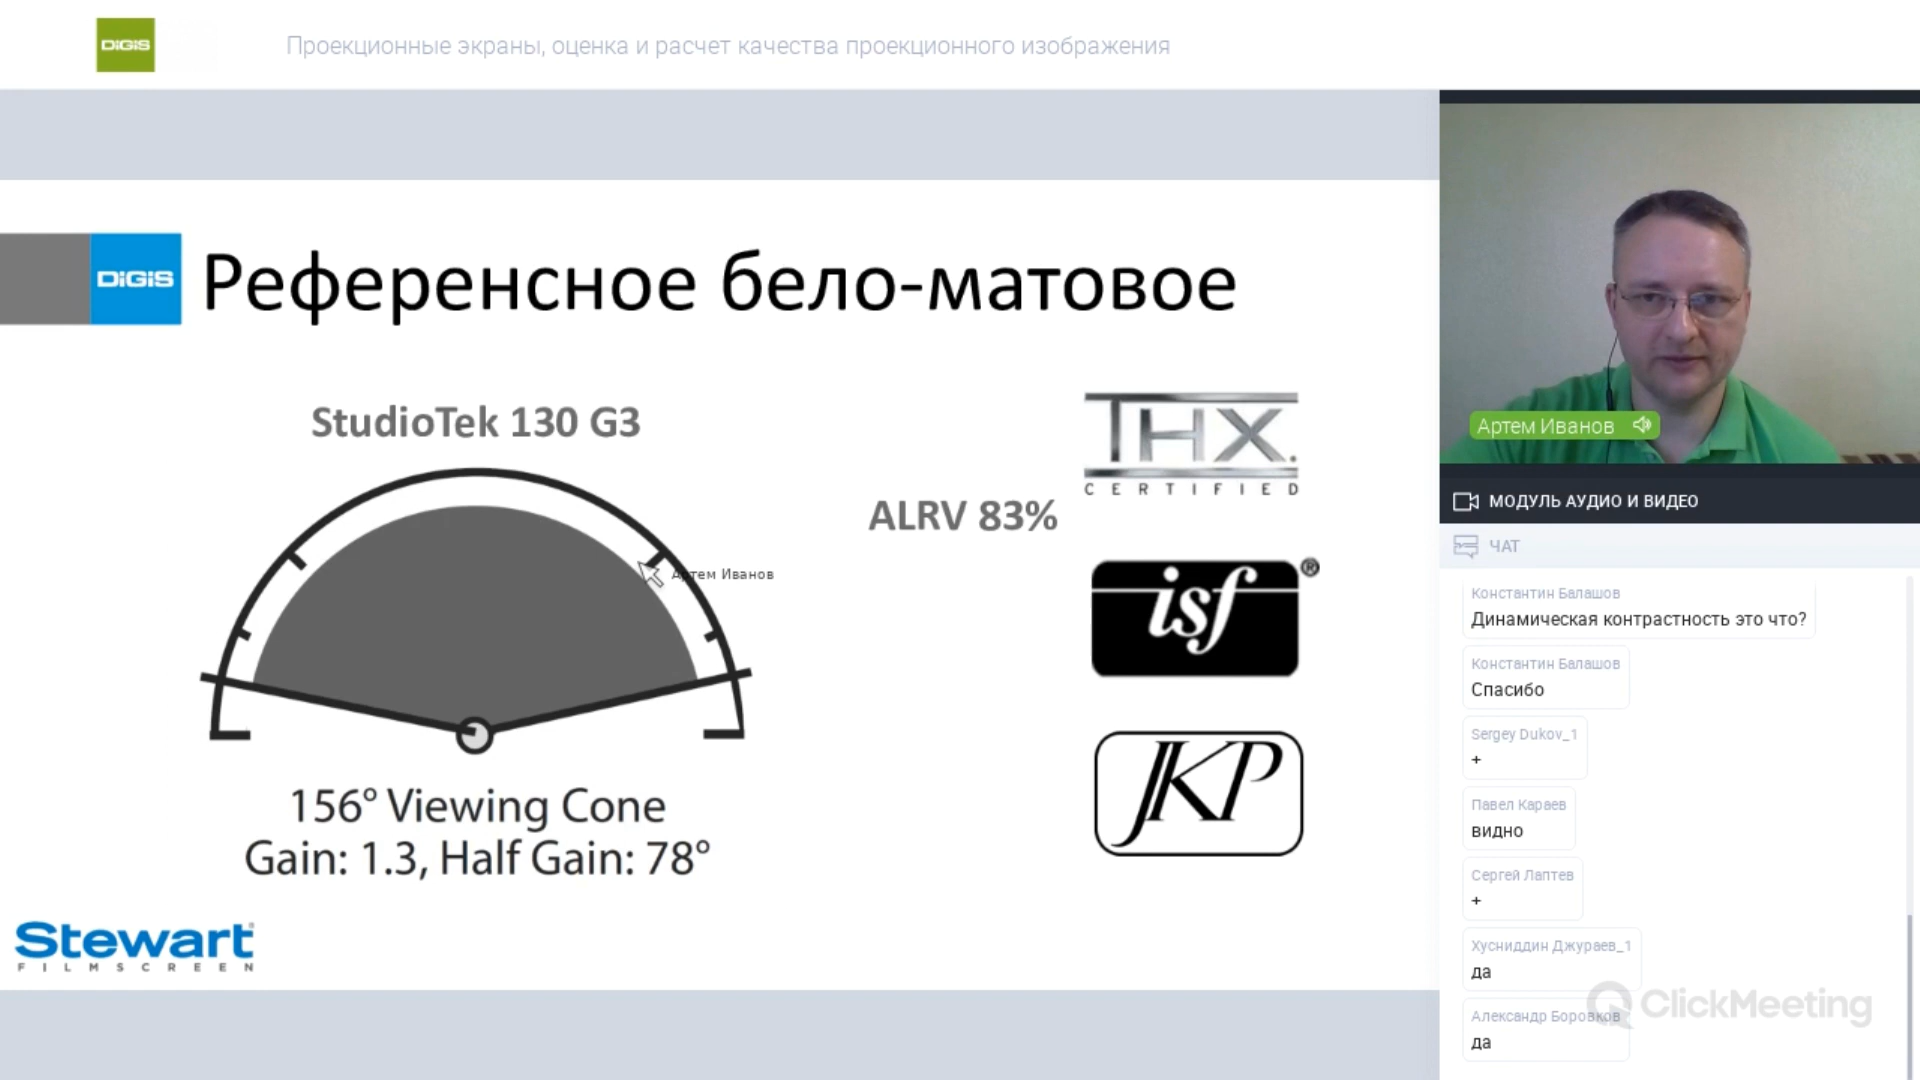 DiGiS
Проекционные экраны, оценка и расчет качества проекционного изображения
DiGiS
Референсное бело-матовое
StudioTek 130 G3
Артем Иванов
156° Viewing Cone
Gain: 1.3, Half Gain: 78°
ALRV 83%
THX.
CERTIFIED
isf®
JKP
Stewart®
FILMSCREEN
Артем Иванов
МОДУЛЬ АУДИО И ВИДЕО
ЧАТ
Константин Балашов
Динамическая контрастность это что?
Константин Балашов
Спасибо
Sergey Dukov_1
+
Павел Караев
видно
Сергей Лаптев
+
Хусниддин Джураев_1
да
Александр Боровков
да
ClickMeeting